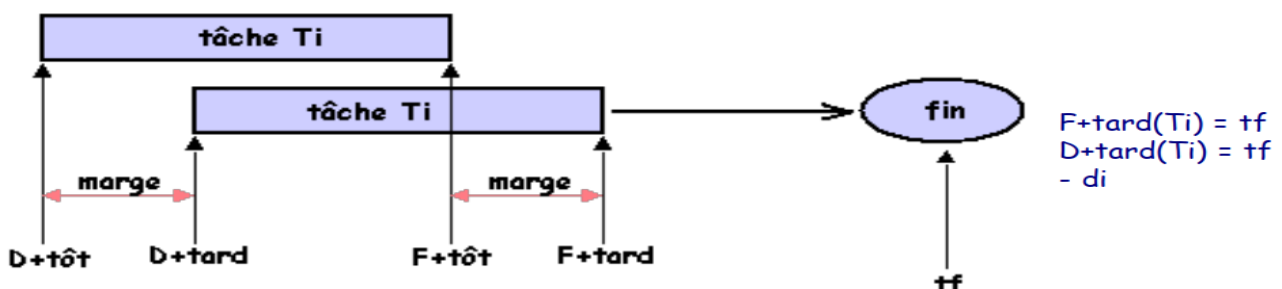 tâche Ti
tâche Ti
fin
F+tard(Ti) = tf
D+tard(Ti) = tf
- di
marge
marge
D+tôt
D+tard
F+tôt
F+tard
tf